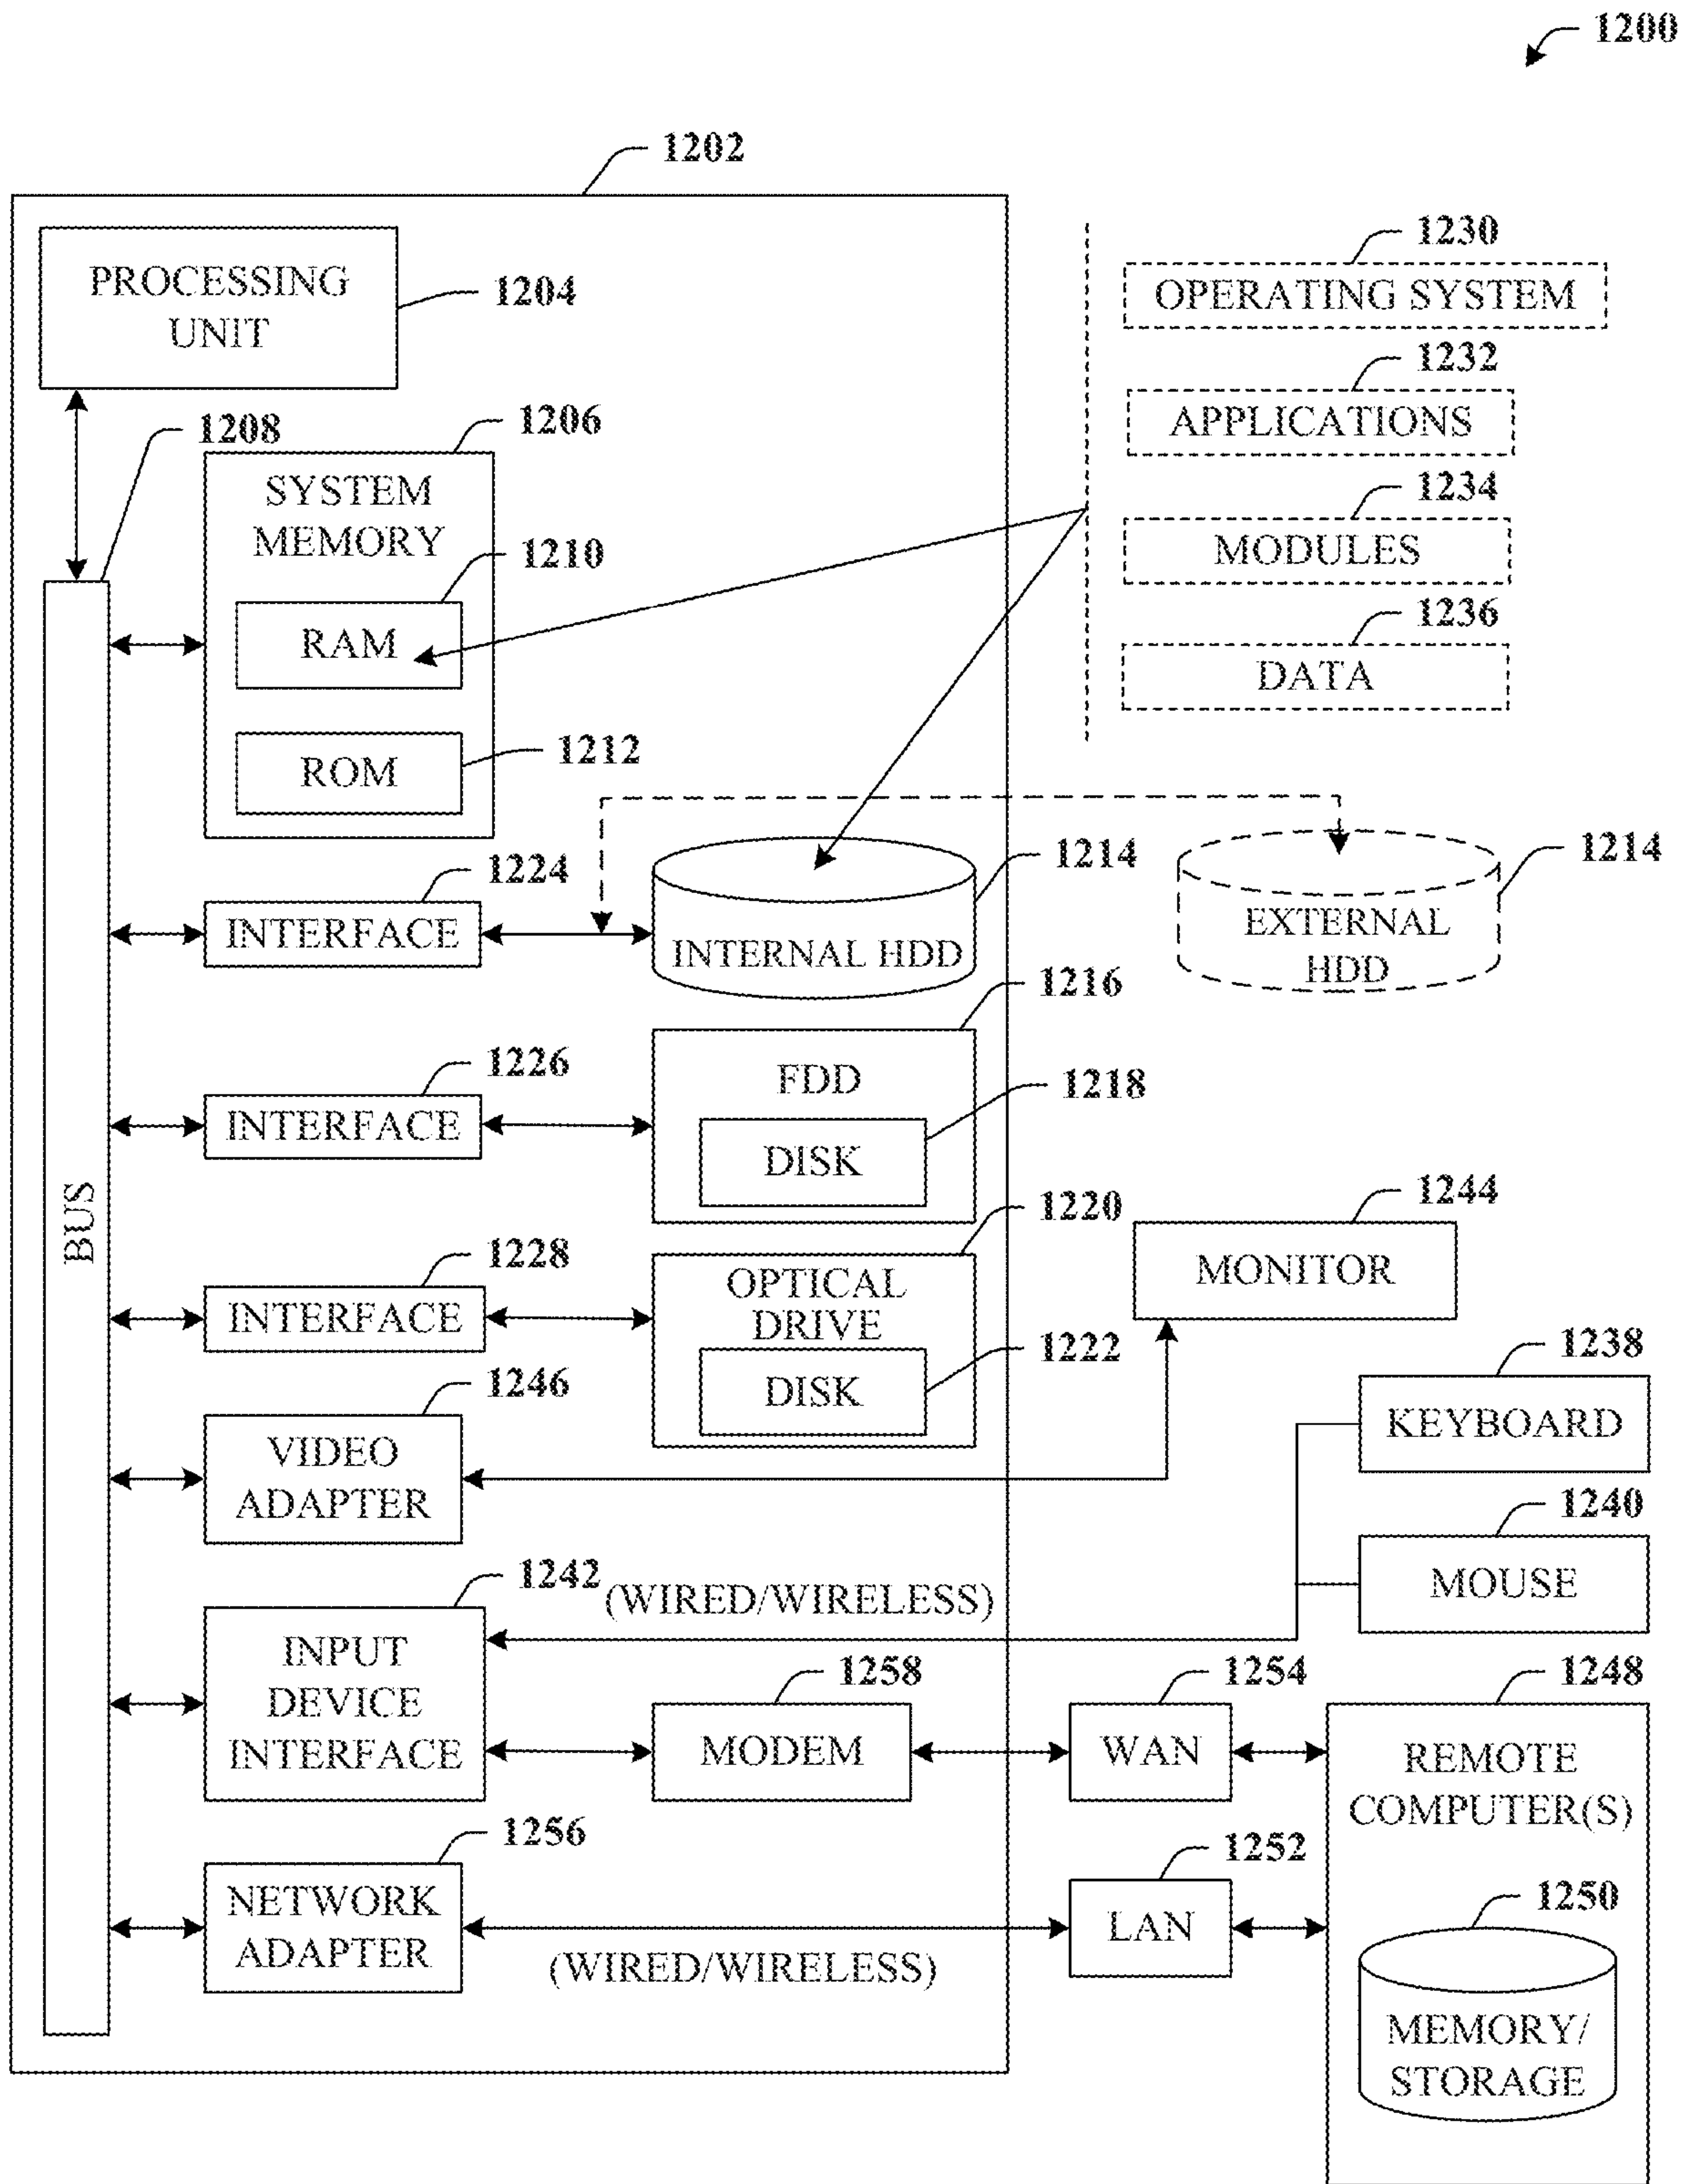 1200
1202
PROCESSING
UNIT
1204
1230
OPERATING SYSTEM
1232
APPLICATIONS
1234
MODULES
1236
DATA
1208
1206
SYSTEM
MEMORY
1210
RAM
1212
ROM
1224
INTERFACE
1214
INTERNAL HDD
1214
EXTERNAL
HDD
1226
INTERFACE
1216
FDD
1218
DISK
BUS
1228
INTERFACE
1220
OPTICAL
DRIVE
1222
DISK
1244
MONITOR
1246
VIDEO
ADAPTER
1238
KEYBOARD
1240
MOUSE
1242
(WIRED/WIRELESS)
INPUT
DEVICE
INTERFACE
1258
MODEM
1254
WAN
1248
REMOTE
COMPUTER(S)
1256
NETWORK
ADAPTER
(WIRED/WIRELESS)
1252
LAN
1250
MEMORY/
STORAGE